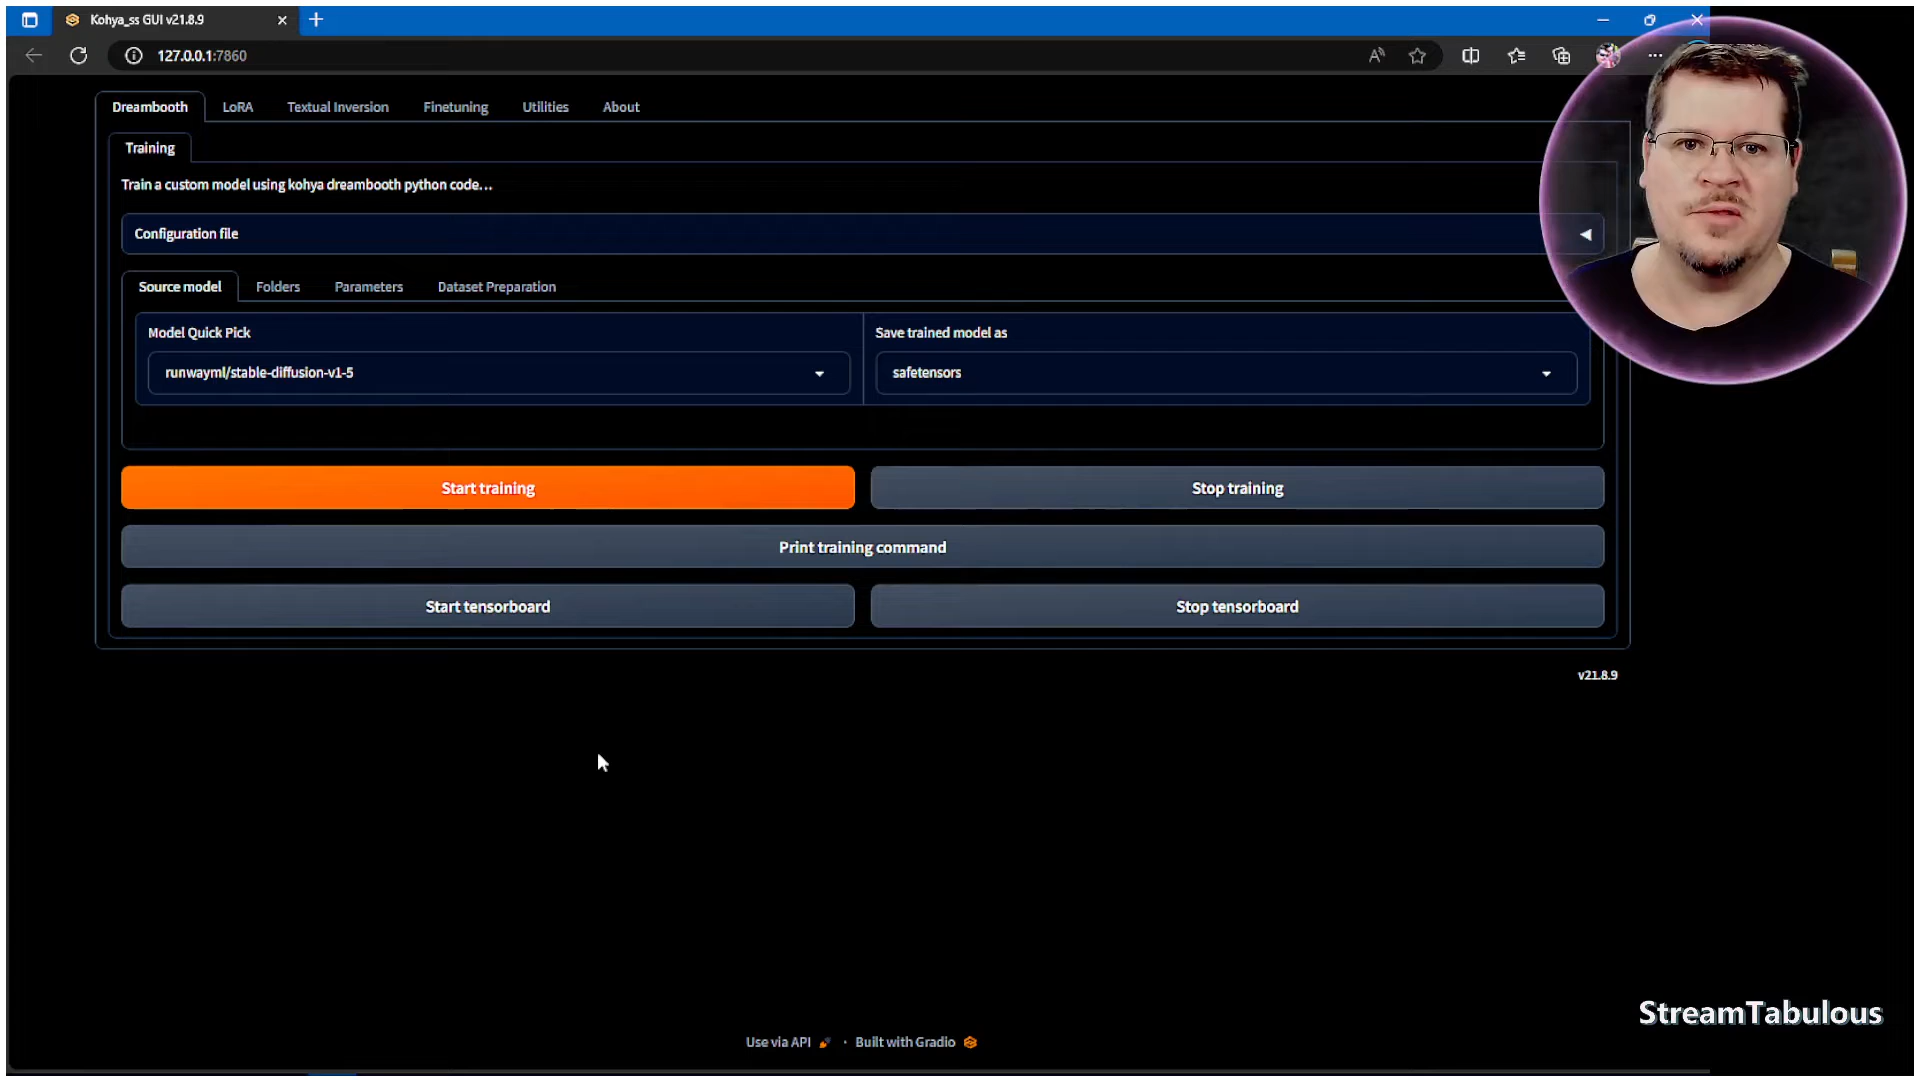 Kohya_ss GUI v21.8.9
127.0.0.1:7860
Dreambooth LoRA Textual Inversion Finetuning Utilities About
Training
Train a custom model using kohya dreambooth python code...
Configuration file
Source model Folders Parameters Dataset Preparation
Model Quick Pick
Save trained model as
runwayml/stable-diffusion-v1-5
safetensors
Start training
Stop training
Print training command
Start tensorboard
Stop tensorboard
v21.8.9
StreamTabulous
Use via API · Built with Gradio